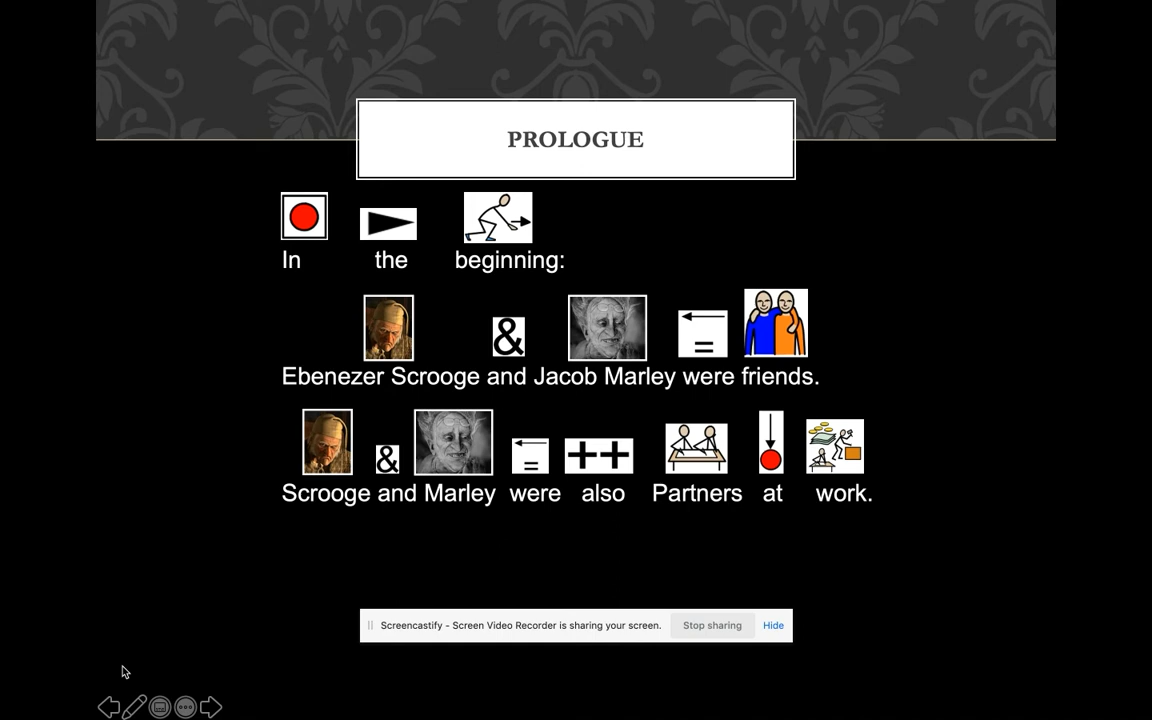 PROLOGUE
In the beginning:
&
Ebenezer Scrooge and Jacob Marley were friends.
& ++
Scrooge and Marley were also Partners at work.
Screencastify - Screen Video Recorder is sharing your screen. Stop sharing Hide